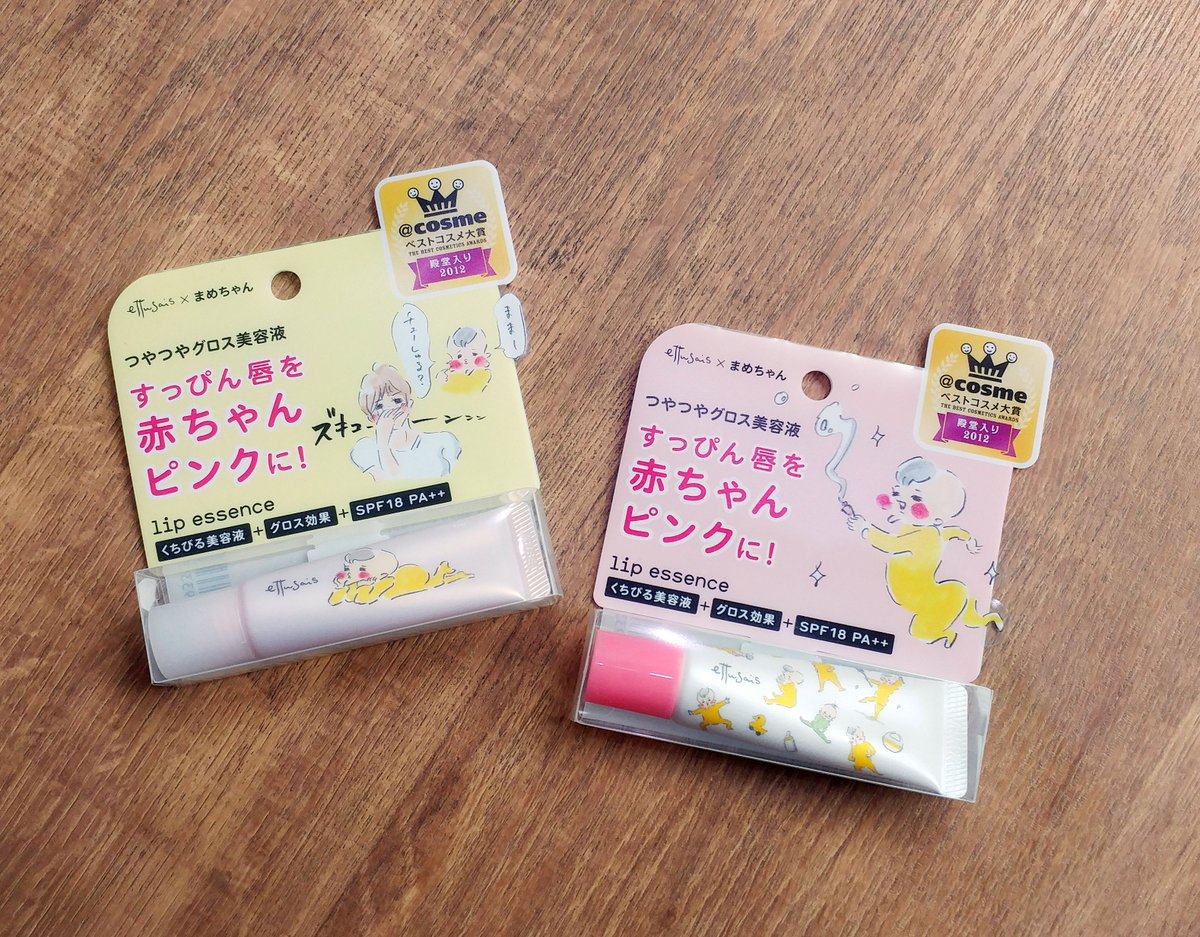 @cosme
ベストコスメ大賞
THE BEST COSMETICS AWARDS
殿堂入り
2012
ettusais × まめちゃん
つやつやグロス美容液
すっぴん唇を
赤ちゃん
ピンクに!
チューしゅる?
ままー
ズキューーーン
lip essence
くちびる美容液+グロス効果+SPF18 PA++
ettusais
@cosme
ベストコスメ大賞
THE BEST COSMETICS AWARDS
殿堂入り
2012
ettusais × まめちゃん
つやつやグロス美容液
すっぴん唇を
赤ちゃん
ピンクに!
lip essence
くちびる美容液+グロス効果+SPF18 PA++
ettusais